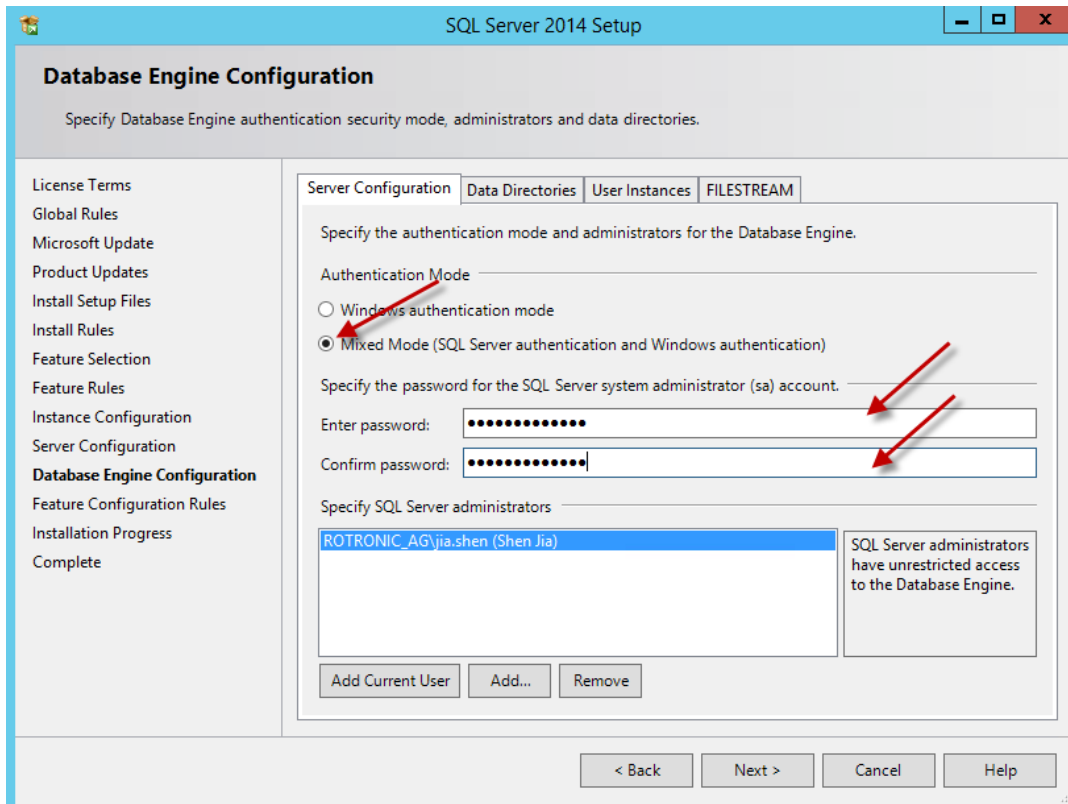 SQL Server 2014 Setup
Database Engine Configuration
Specify Database Engine authentication security mode, administrators and data directories.
License Terms
Global Rules
Microsoft Update
Product Updates
Install Setup Files
Install Rules
Feature Selection
Feature Rules
Instance Configuration
Server Configuration
Database Engine Configuration
Feature Configuration Rules
Installation Progress
Complete
Server Configuration Data Directories User Instances FILESTREAM
Specify the authentication mode and administrators for the Database Engine.
Authentication Mode
Windows authentication mode
Mixed Mode (SQL Server authentication and Windows authentication)
Specify the password for the SQL Server system administrator (sa) account.
Enter password: ●●●●●●●●●●●●●
Confirm password: ●●●●●●●●●●●●●
Specify SQL Server administrators
ROTRONIC_AG\jia.shen (Shen Jia)
SQL Server administrators
have unrestricted access
to the Database Engine.
Add Current User Add... Remove
< Back Next > Cancel Help